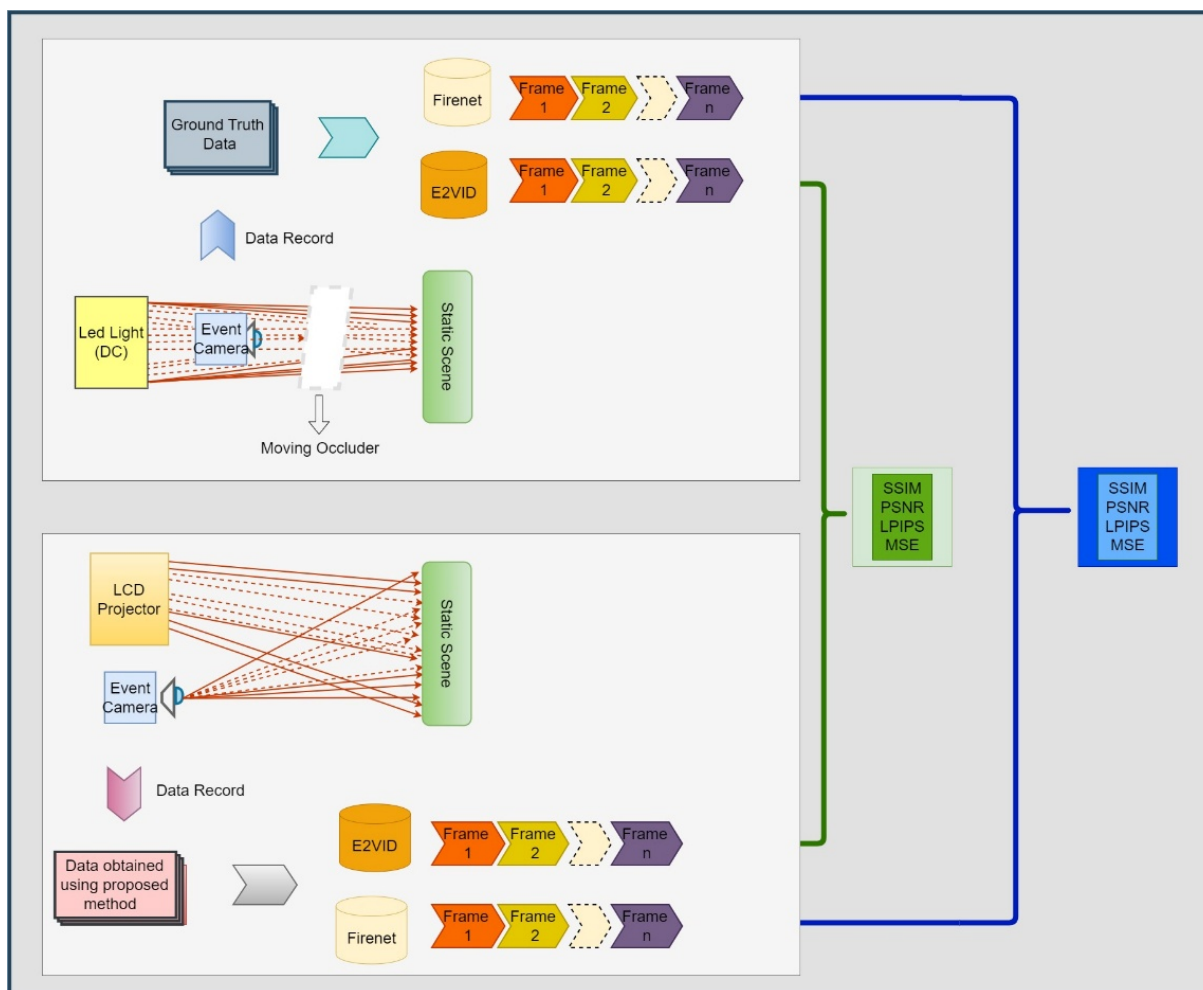 Ground Truth
Data
Firenet
Frame
1
Frame
2
Frame
n
E2VID
Frame
1
Frame
2
Frame
n
Data Record
Led Light
(DC)
Event
Camera
Static Scene
Moving Occluder
SSIM
PSNR
LPIPS
MSE
SSIM
PSNR
LPIPS
MSE
LCD
Projector
Event
Camera
Static Scene
Data Record
Data obtained
using proposed
method
E2VID
Frame
1
Frame
2
Frame
n
Firenet
Frame
1
Frame
2
Frame
n